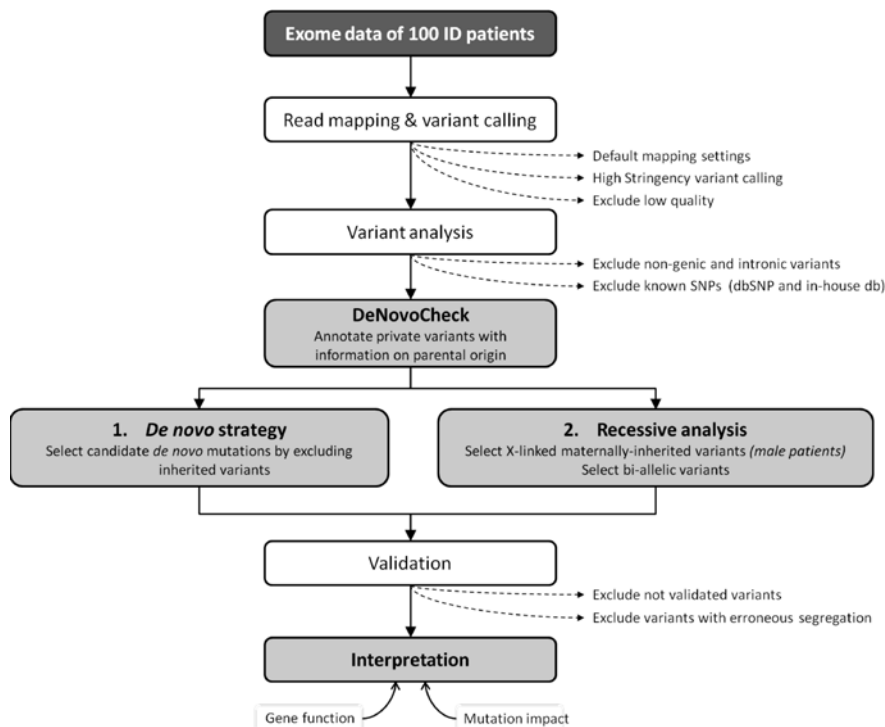 Exome data of 100 ID patients
Read mapping & variant calling
Default mapping settings
High Stringency variant calling
Exclude low quality
Variant analysis
Exclude non-genic and intronic variants
Exclude known SNPs (dbSNP and in-house db)
DeNovoCheck
Annotate private variants with
information on parental origin
1. De novo strategy
Select candidate de novo mutations by excluding
inherited variants
2. Recessive analysis
Select X-linked maternally-inherited variants (male patients)
Select bi-allelic variants
Validation
Exclude not validated variants
Exclude variants with erroneous segregation
Interpretation
Gene function
Mutation impact